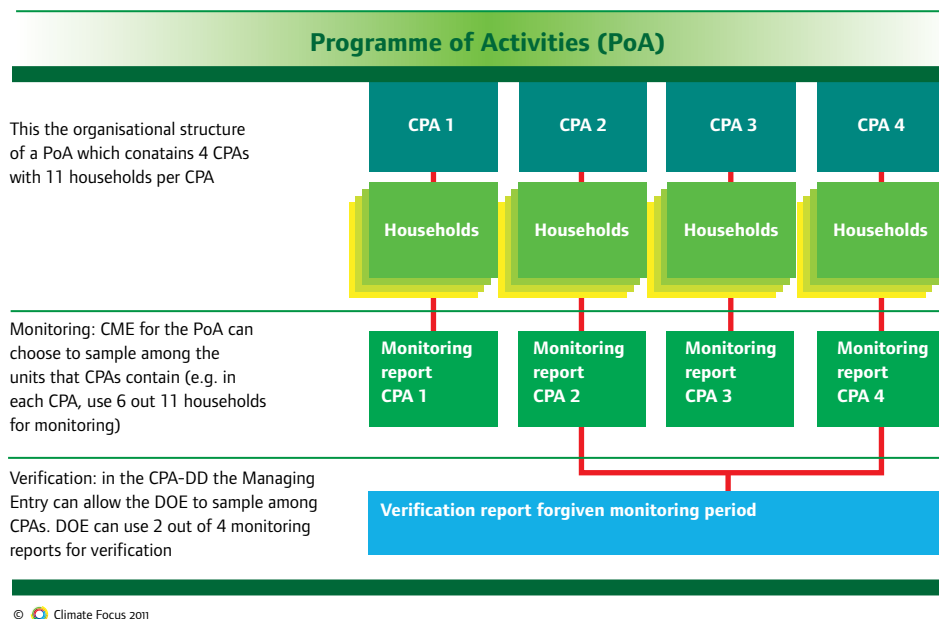 Programme of Activities (PoA)
This the organisational structure
of a PoA which conatains 4 CPAs
with 11 households per CPA
CPA 1
CPA 2
CPA 3
CPA 4
Households
Households
Households
Households
Monitoring: CME for the PoA can
choose to sample among the
units that CPAs contain (e.g. in
each CPA, use 6 out 11 households
for monitoring)
Monitoring
report
CPA 1
Monitoring
report
CPA 2
Monitoring
report
CPA 3
Monitoring
report
CPA 4
Verification: in the CPA-DD the Managing
Entry can allow the DOE to sample among
CPAs. DOE can use 2 out of 4 monitoring
reports for verification
Verification report forgiven monitoring period
© Climate Focus 2011